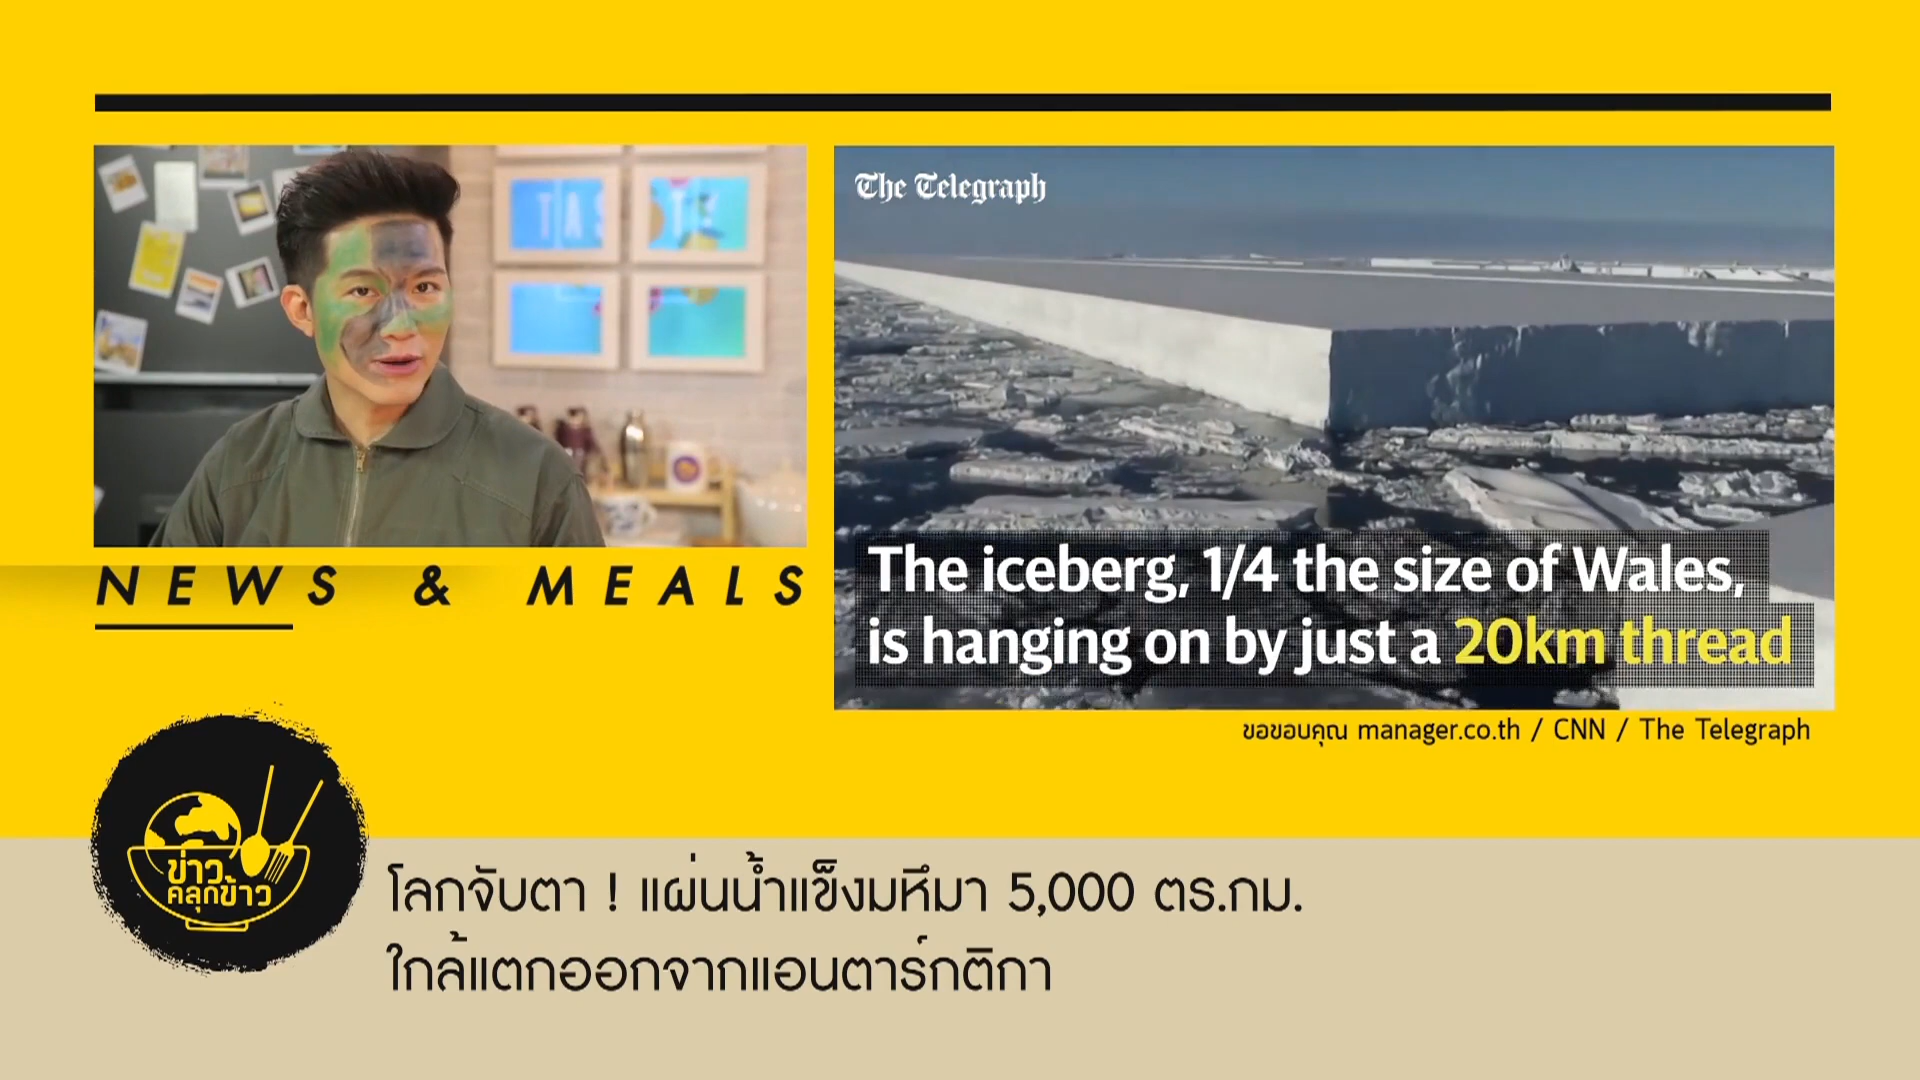 The Telegraph
TAS TE
The iceberg, 1/4 the size of Wales,
is hanging on by just a 20km thread
NEWS & MEALS
ขอขอบคุณ manager.co.th / CNN / The Telegraph
ข่าว
คลุกข้าว
โลกจับตา ! แผ่นน้ำแข็งมหึมา 5,000 ตร.กม.
ใกล้แตกออกจากแอนตาร์กติกา